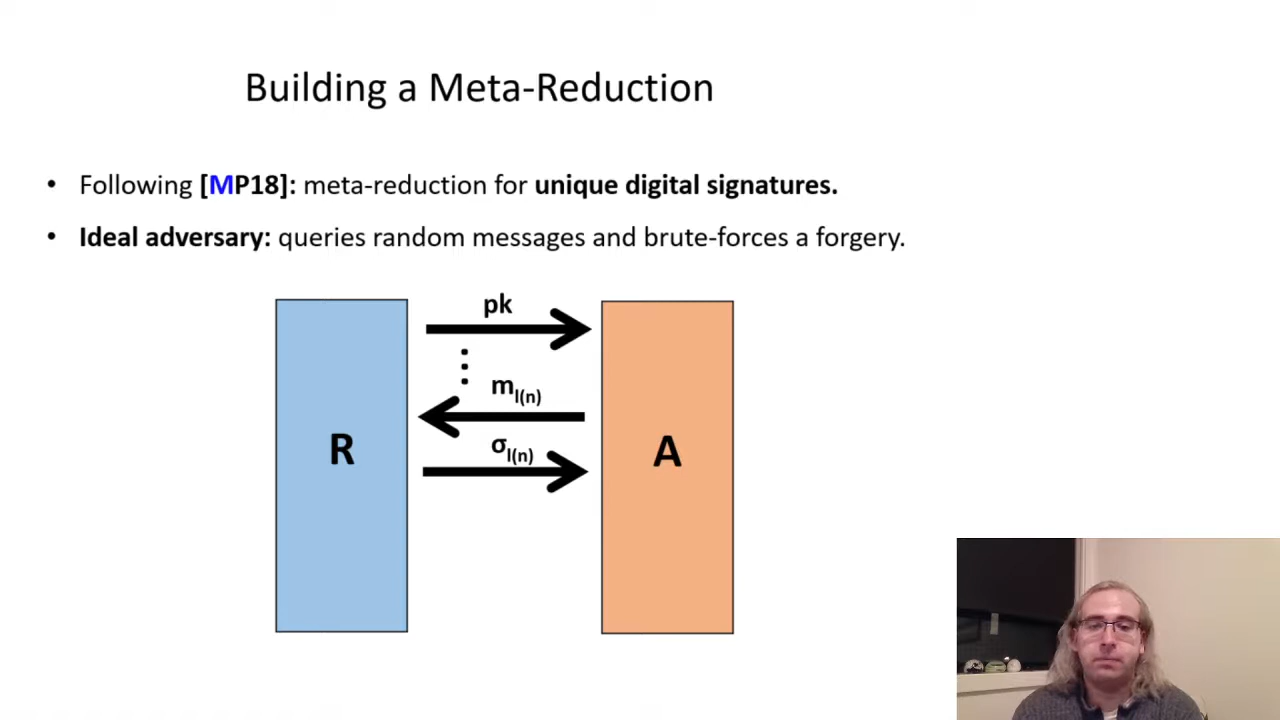 Building a Meta-Reduction
• Following [MP18]: meta-reduction for unique digital signatures.
• Ideal adversary: queries random messages and brute-forces a forgery.
pk
⋮
m_l(n)
σ_l(n)
R
A